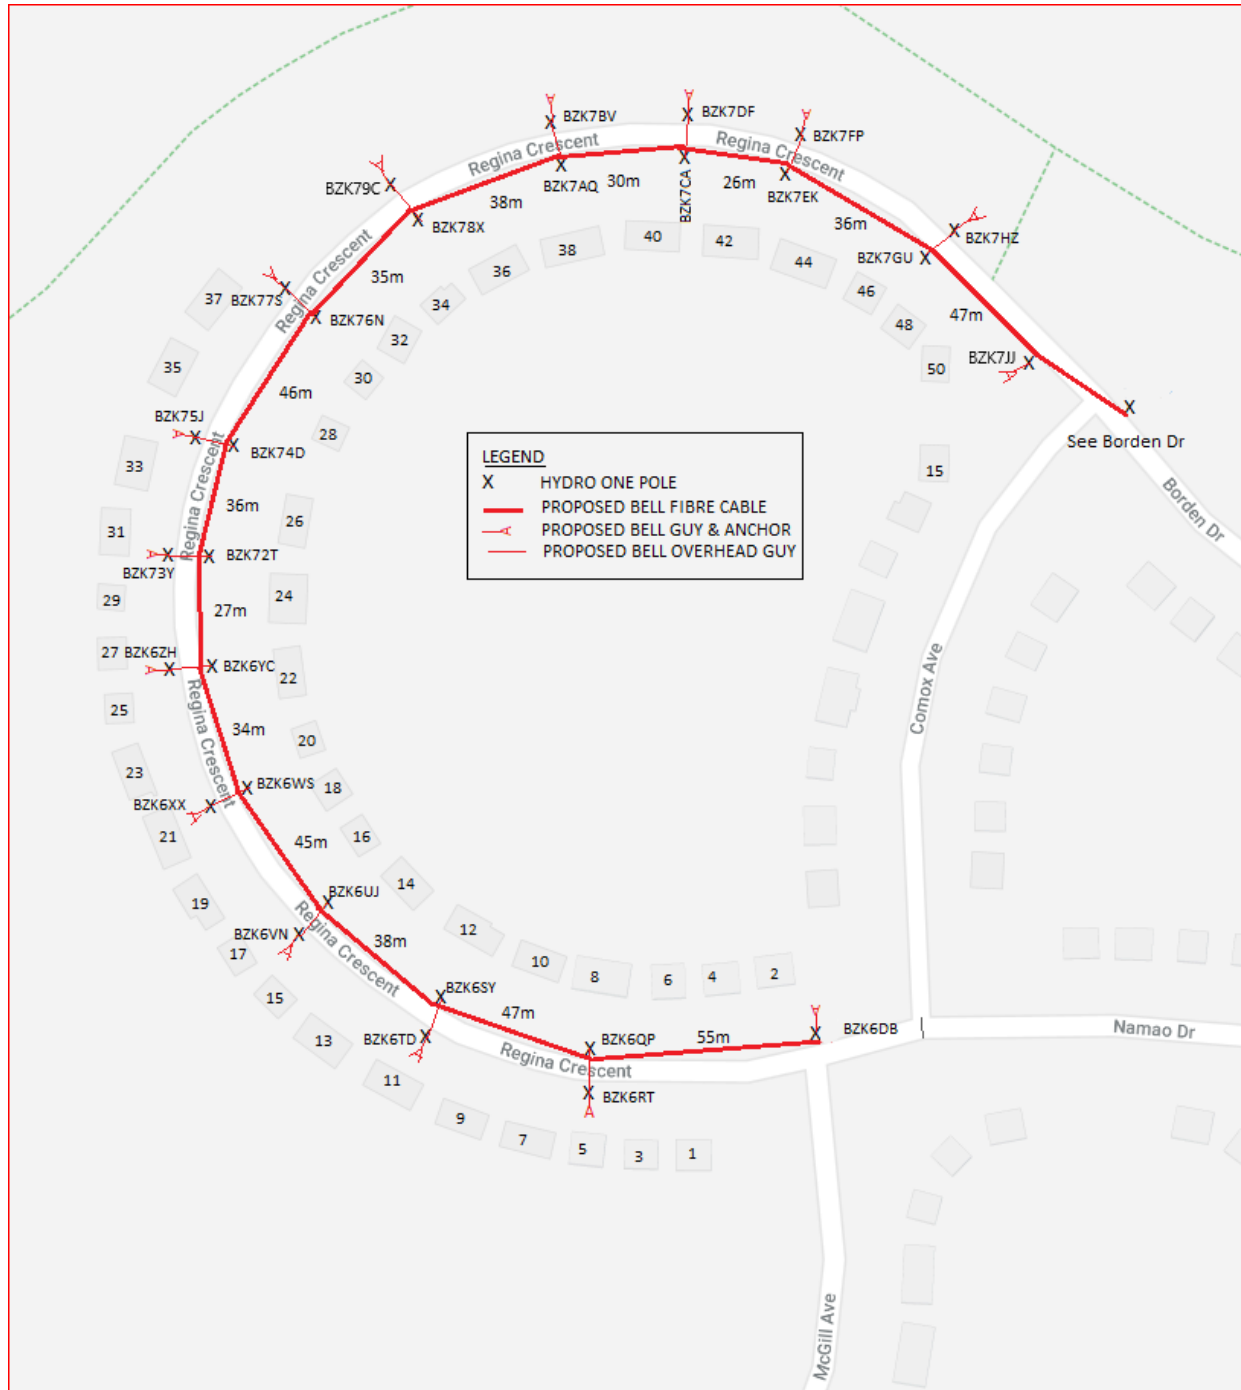 BZK7BV
BZK7DF
BZK7FP
Regina Crescent
Regina Crescent
BZK79C
BZK7AQ
30m
BZK7CA
26m
BZK7EK
38m
BZK78X
36m
BZK7HZ
BZK7GU
38
40
42
44
46
48
50
36
34
32
30
28
35m
Regina Crescent
37
BZK77S
BZK76N
47m
BZK7JJ
35
46m
See Borden Dr
BZK75J
BZK74D
Regina Crescent
33
LEGEND
X HYDRO ONE POLE
PROPOSED BELL FIBRE CABLE
PROPOSED BELL GUY & ANCHOR
PROPOSED BELL OVERHEAD GUY
15
Borden Dr
36m
26
31
BZK73Y
BZK72T
29
27m
24
27
BZK6ZH
BZK6YC
22
25
Regina Crescent
34m
20
Comox Ave
23
BZK6WS
18
BZK6XX
21
45m
16
14
19
BZK6UJ
BZK6VN
Regina Crescent
38m
12
17
10
8
6
4
2
15
BZK6SY
47m
13
BZK6TD
BZK6QP
55m
BZK6DB
Namao Dr
Regina Crescent
11
BZK6RT
9
7
5
3
1
McGill Ave